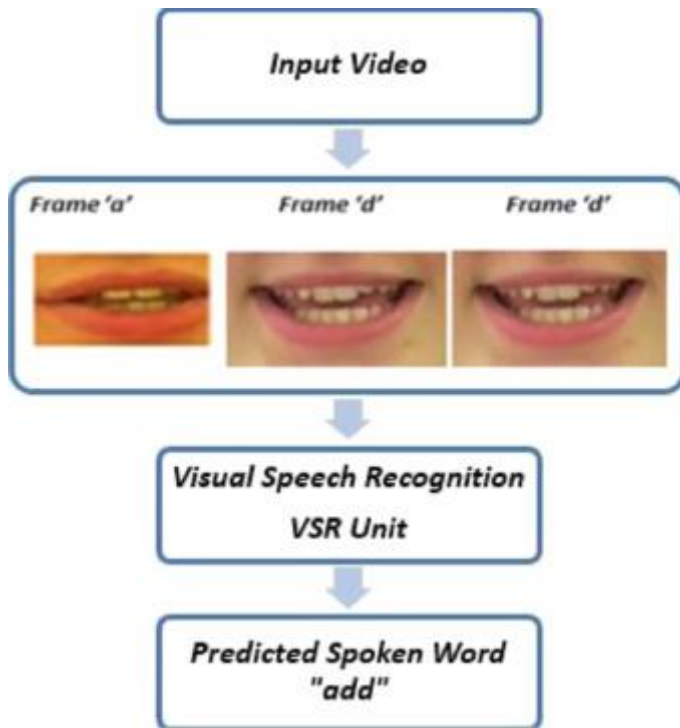 Input Video
Frame ‘a’ Frame ‘d’ Frame ‘d’
Visual Speech Recognition
VSR Unit
Predicted Spoken Word
"add"